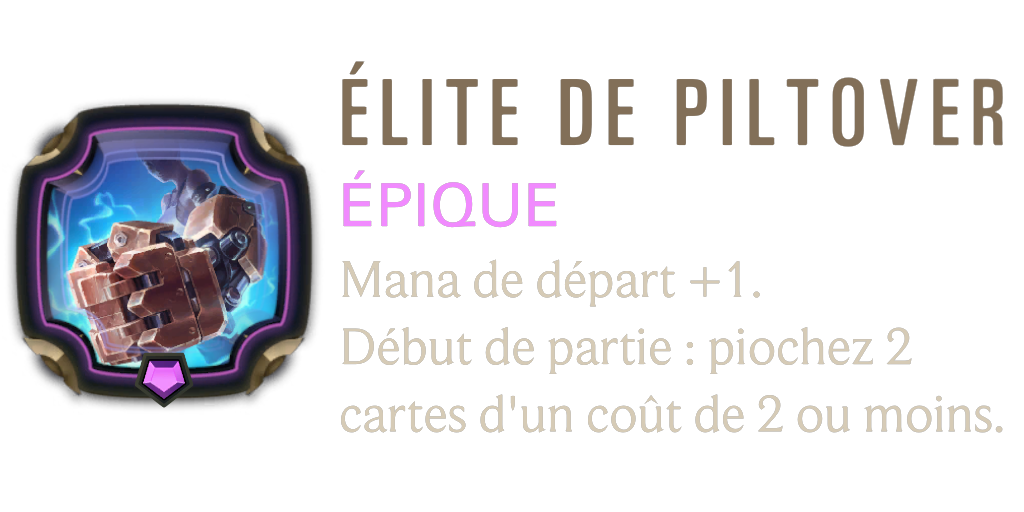 ÉLITE DE PILTOVER
ÉPIQUE
Mana de départ +1.
Début de partie : piochez 2
cartes d'un coût de 2 ou moins.